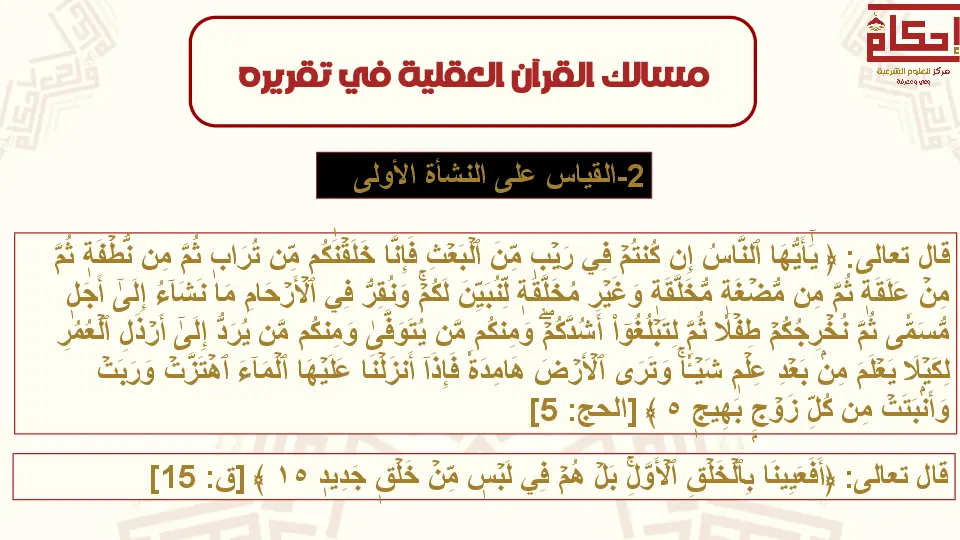 إحكام
مركز للعلوم الشرعية
وعي ومعرفة
مسالك القرآن العقلية في تقريره
2-القياس على النشأة الأولى
قال تعالى: ﴿ يَٰٓأَيُّهَا ٱلنَّاسُ إِن كُنتُمۡ فِي رَيۡبٖ مِّنَ ٱلۡبَعۡثِ فَإِنَّا خَلَقۡنَٰكُم مِّن تُرَابٖ ثُمَّ مِن نُّطۡفَةٖ ثُمَّ
مِنۡ عَلَقَةٖ ثُمَّ مِن مُّضۡغَةٖ مُّخَلَّقَةٖ وَغَيۡرِ مُخَلَّقَةٖ لِّنُبَيِّنَ لَكُمۡۚ وَنُقِرُّ فِي ٱلۡأَرۡحَامِ مَا نَشَآءُ إِلَىٰٓ أَجَلٖ
مُّسَمّٗى ثُمَّ نُخۡرِجُكُمۡ طِفۡلٗا ثُمَّ لِتَبۡلُغُوٓاْ أَشُدَّكُمۡۖ وَمِنكُم مَّن يُتَوَفَّىٰ وَمِنكُم مَّن يُرَدُّ إِلَىٰٓ أَرۡذَلِ ٱلۡعُمُرِ
لِكَيۡلَا يَعۡلَمَ مِنۢ بَعۡدِ عِلۡمٖ شَيۡـٔٗاۚ وَتَرَى ٱلۡأَرۡضَ هَامِدَةٗ فَإِذَآ أَنزَلۡنَا عَلَيۡهَا ٱلۡمَآءَ ٱهۡتَزَّتۡ وَرَبَتۡ
وَأَنۢبَتَتۡ مِن كُلِّ زَوۡجِۭ بَهِيجٖ ٥ ﴾ [الحج: 5]
قال تعالى: ﴿أَفَعَيِينَا بِٱلۡخَلۡقِ ٱلۡأَوَّلِۚ بَلۡ هُمۡ فِي لَبۡسٖ مِّنۡ خَلۡقٖ جَدِيدٖ ١٥ ﴾ [ق: 15]